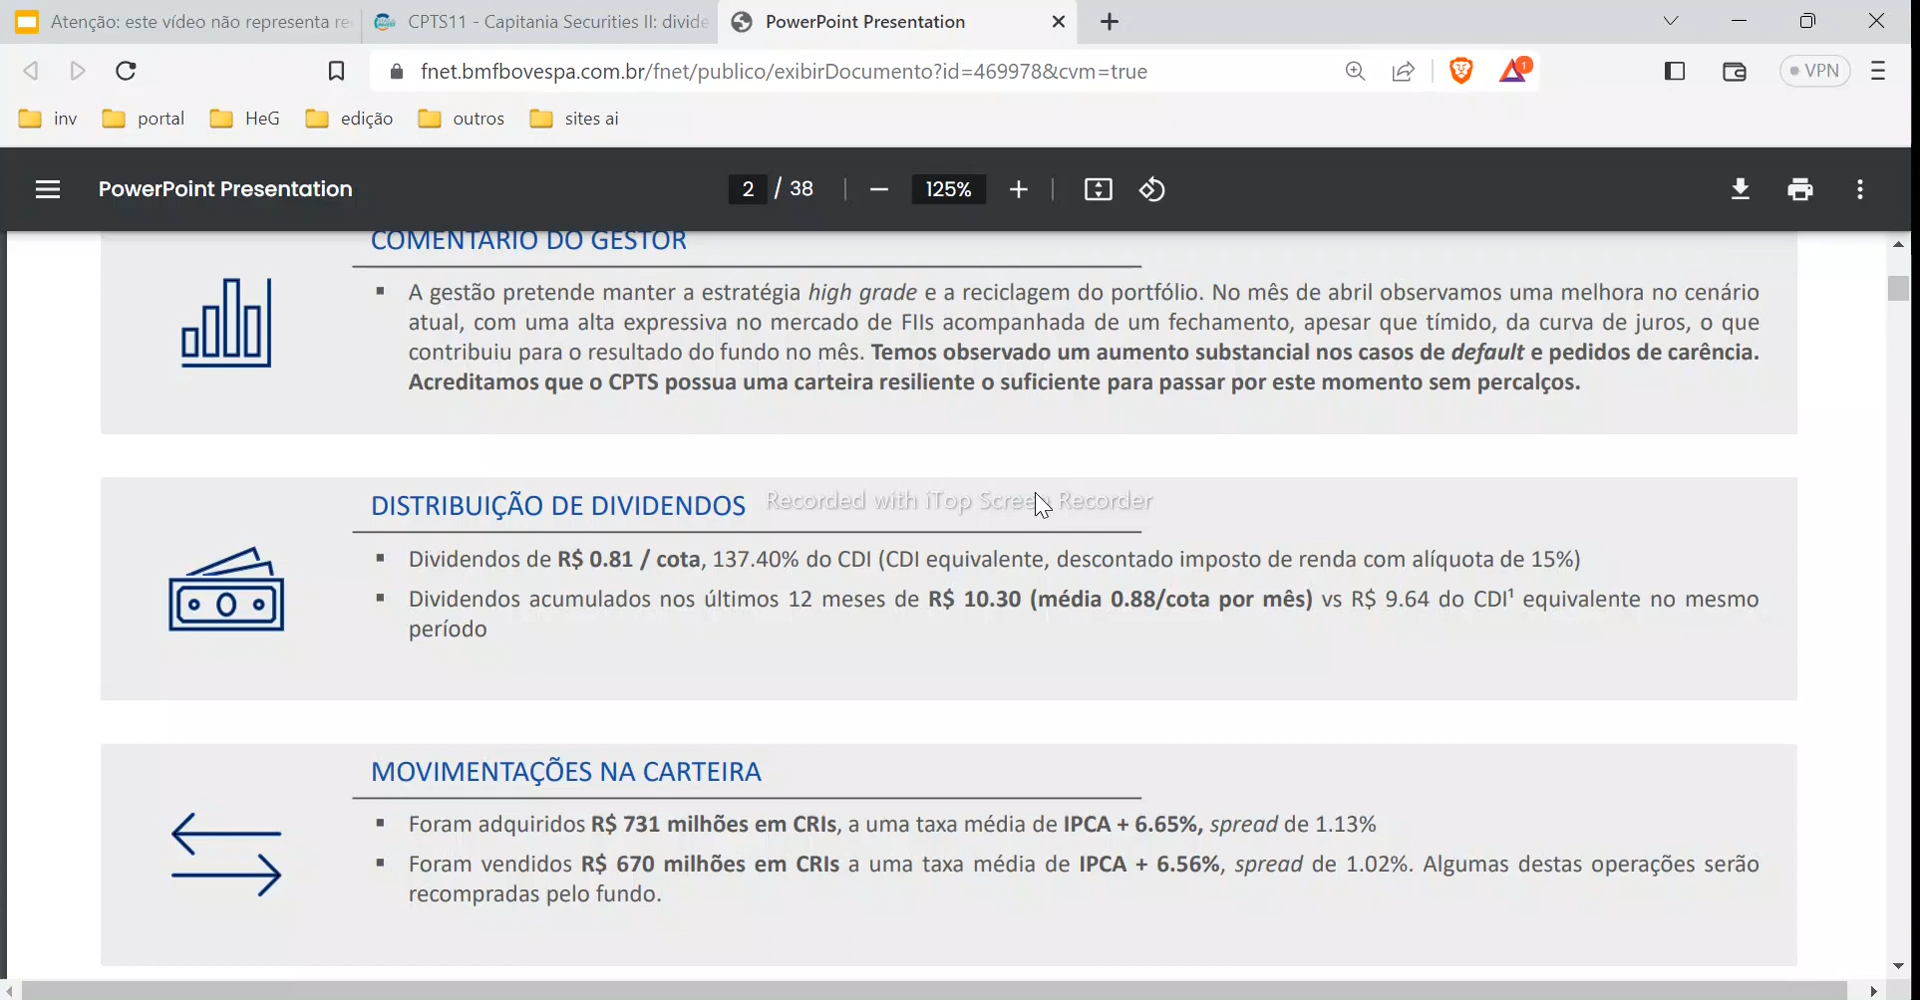 Atenção: este vídeo não representa re
CPTS11 - Capitania Securities II: divide
PowerPoint Presentation
fnet.bmfbovespa.com.br/fnet/publico/exibirDocumento?id=469978&cvm=true
1
VPN
inv
portal
HeG
edição
outros
sites ai
PowerPoint Presentation
2 / 38
125%
COMENTÁRIO DO GESTOR
▪ A gestão pretende manter a estratégia high grade e a reciclagem do portfólio. No mês de abril observamos uma melhora no cenário
atual, com uma alta expressiva no mercado de FIIs acompanhada de um fechamento, apesar que tímido, da curva de juros, o que
contribuiu para o resultado do fundo no mês. Temos observado um aumento substancial nos casos de default e pedidos de carência.
Acreditamos que o CPTS possua uma carteira resiliente o suficiente para passar por este momento sem percalços.
DISTRIBUIÇÃO DE DIVIDENDOS
Recorded with iTop Screen Recorder
▪ Dividendos de R$ 0.81 / cota, 137.40% do CDI (CDI equivalente, descontado imposto de renda com alíquota de 15%)
▪ Dividendos acumulados nos últimos 12 meses de R$ 10.30 (média 0.88/cota por mês) vs R$ 9.64 do CDI¹ equivalente no mesmo
período
MOVIMENTAÇÕES NA CARTEIRA
▪ Foram adquiridos R$ 731 milhões em CRIs, a uma taxa média de IPCA + 6.65%, spread de 1.13%
▪ Foram vendidos R$ 670 milhões em CRIs a uma taxa média de IPCA + 6.56%, spread de 1.02%. Algumas destas operações serão
recompradas pelo fundo.